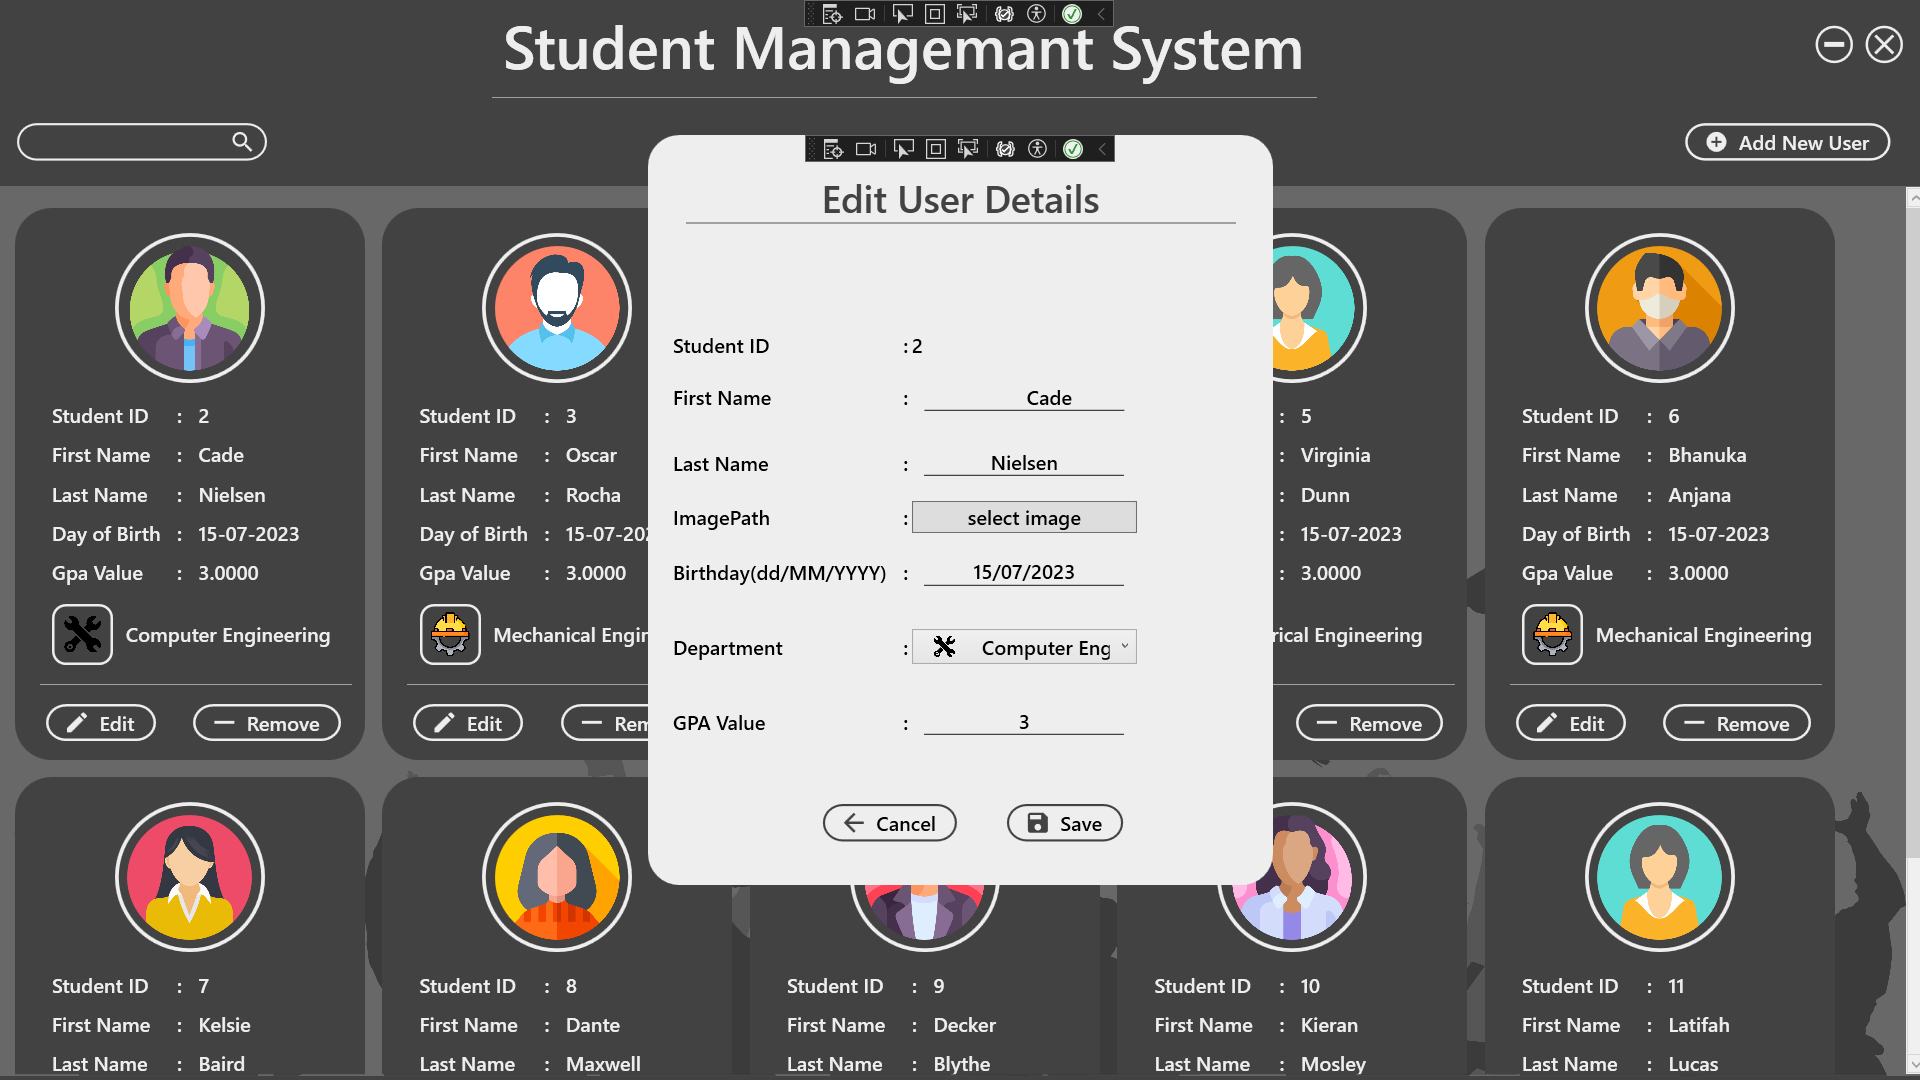 Student Managemant System
Add New User
Edit User Details
Student ID : 2
First Name : Cade
Last Name : Nielsen
ImagePath : select image
Birthday(dd/MM/YYYY) : 15/07/2023
Department : Computer Eng
GPA Value : 3
Cancel Save
Student ID : 2
First Name : Cade
Last Name : Nielsen
Day of Birth : 15-07-2023
Gpa Value : 3.0000
Computer Engineering
Edit Remove
Student ID : 3
First Name : Oscar
Last Name : Rocha
Day of Birth : 15-07-202
Gpa Value : 3.0000
Mechanical Engir
Edit Rem
: 5
: Virginia
: Dunn
: 15-07-2023
: 3.0000
rical Engineering
Remove
Student ID : 6
First Name : Bhanuka
Last Name : Anjana
Day of Birth : 15-07-2023
Gpa Value : 3.0000
Mechanical Engineering
Edit Remove
Student ID : 7
First Name : Kelsie
Last Name : Baird
Student ID : 8
First Name : Dante
Last Name : Maxwell
Student ID : 9
First Name : Decker
Last Name : Blythe
Student ID : 10
First Name : Kieran
Last Name : Mosley
Student ID : 11
First Name : Latifah
Last Name : Lucas